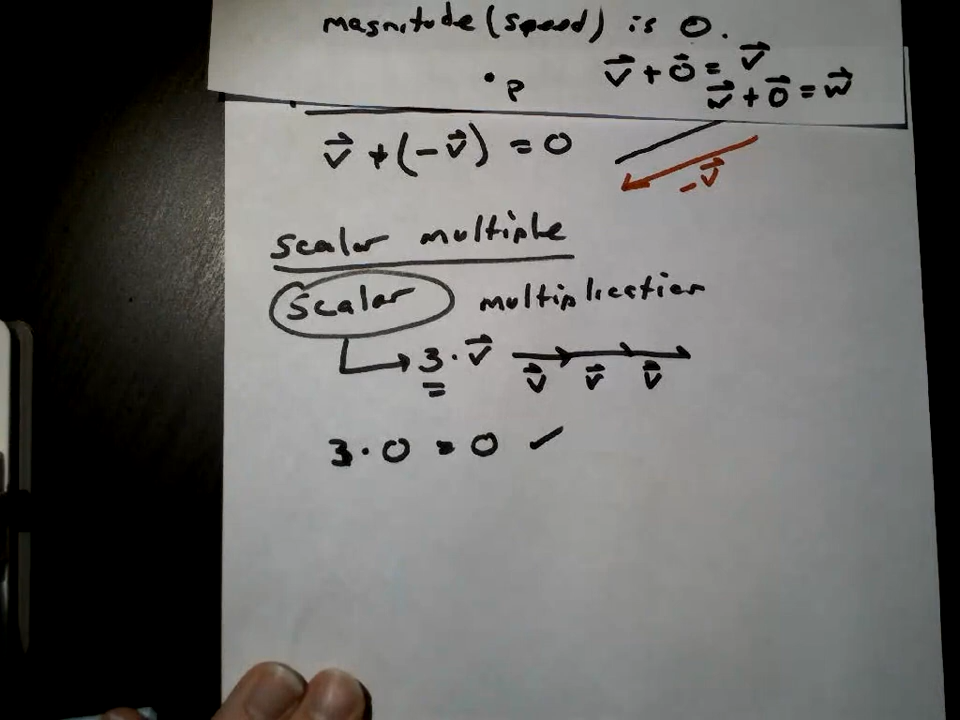 magnitude (speed) is 0.
• P
v⃗ + 0⃗ = v⃗
w⃗ + 0⃗ = w⃗
v⃗ + (-v⃗) = 0
-v⃗
scalar multiple
scalar multiplication
3 · v⃗
v⃗ v⃗ v⃗
3 · 0 = 0 ✓